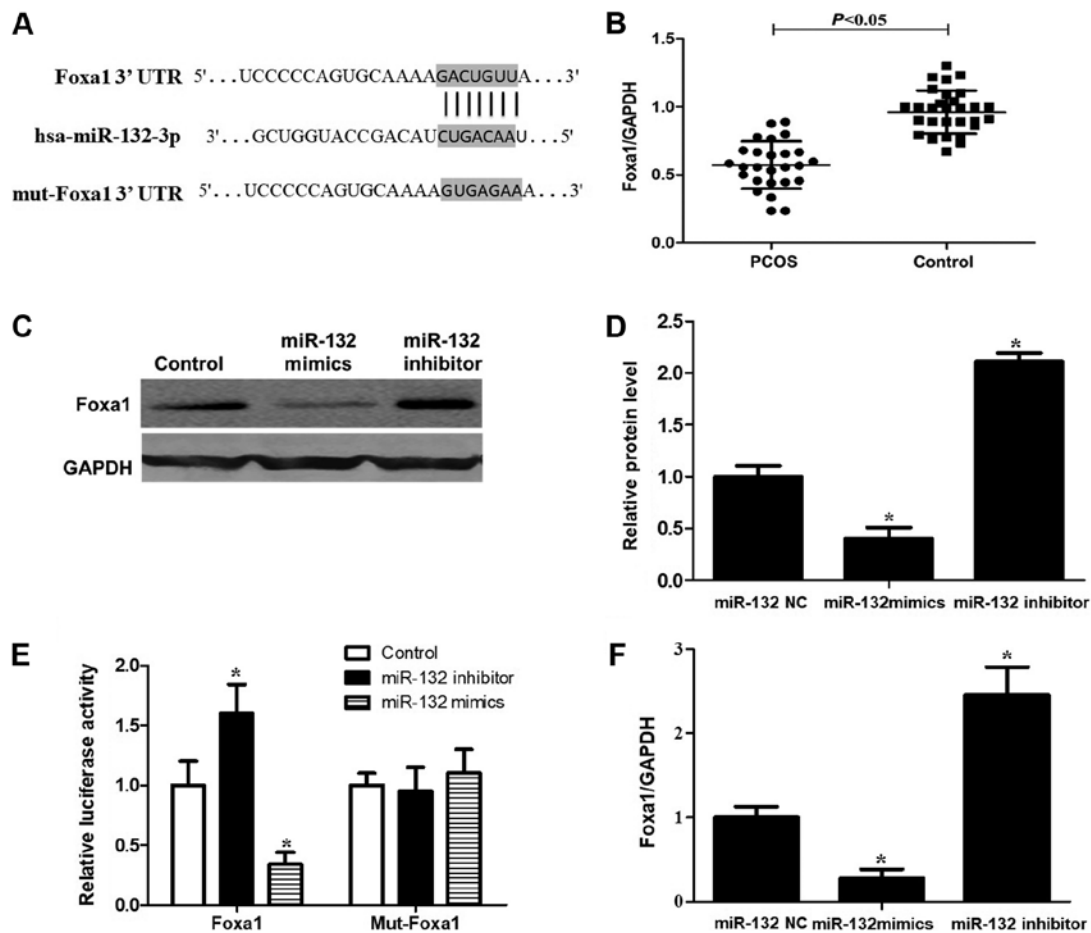 A
Foxa1 3' UTR 5'...UCCCCCAGUGCAAAAGACUGUUA...3'
hsa-miR-132-3p 3'...GCUGGUACCGACAUCUGACAAU...5'
mut-Foxa1 3' UTR 5'...UCCCCCAGUGCAAAAGUGAGAAA...3'
B
P<0.05
Foxa1/GAPDH
1.5
1.0
0.5
0.0
PCOS Control
C
Control miR-132 mimics miR-132 inhibitor
Foxa1
GAPDH
D
Relative protein level
2.5
2.0
*
1.0
0.5
*
0.0
miR-132 NC miR-132mimics miR-132 inhibitor
E
Relative luciferase activity
2.0
1.5
1.0
0.5
0.0
*
*
Control
miR-132 inhibitor
miR-132 mimics
Foxa1 Mut-Foxa1
F
Foxa1/GAPDH
3
2
1
0
*
*
miR-132 NC miR-132mimics miR-132 inhibitor